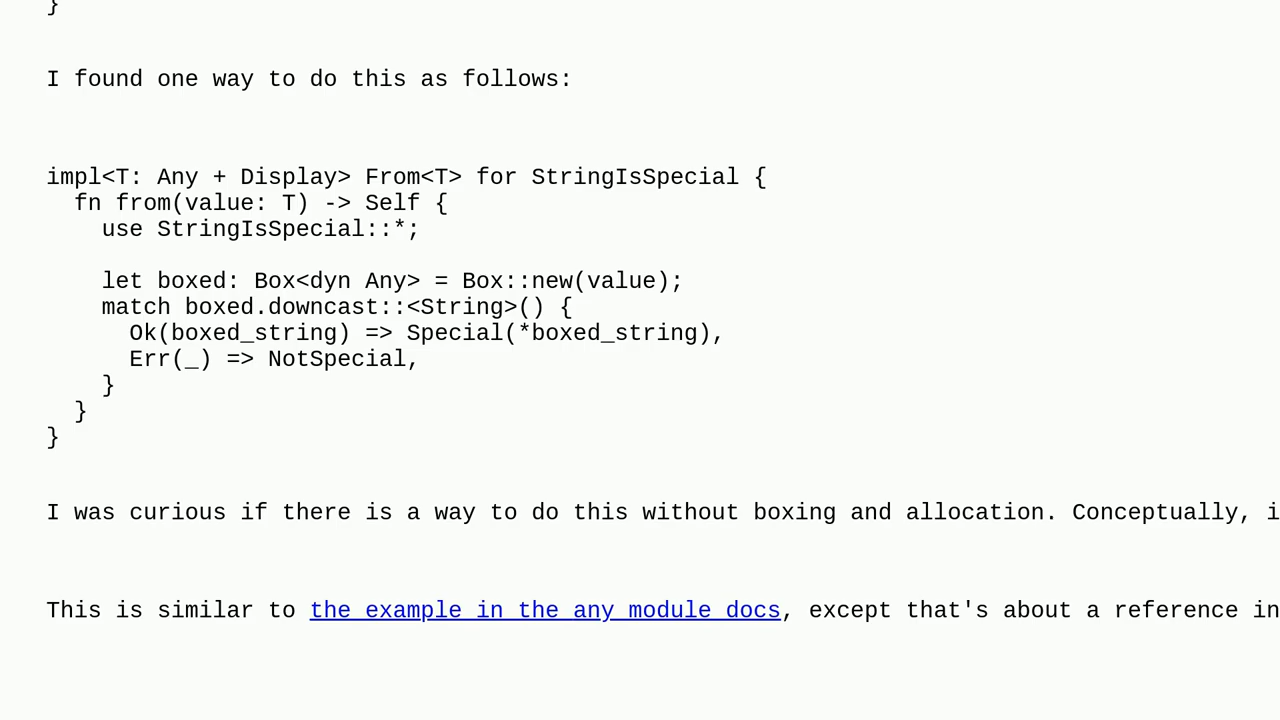 }
I found one way to do this as follows:
impl<T: Any + Display> From<T> for StringIsSpecial {
  fn from(value: T) -> Self {
    use StringIsSpecial::*;
    let boxed: Box<dyn Any> = Box::new(value);
    match boxed.downcast::<String>() {
      Ok(boxed_string) => Special(*boxed_string),
      Err(_) => NotSpecial,
    }
  }
}
I was curious if there is a way to do this without boxing and allocation. Conceptually, i
This is similar to the example in the any module docs, except that's about a reference in